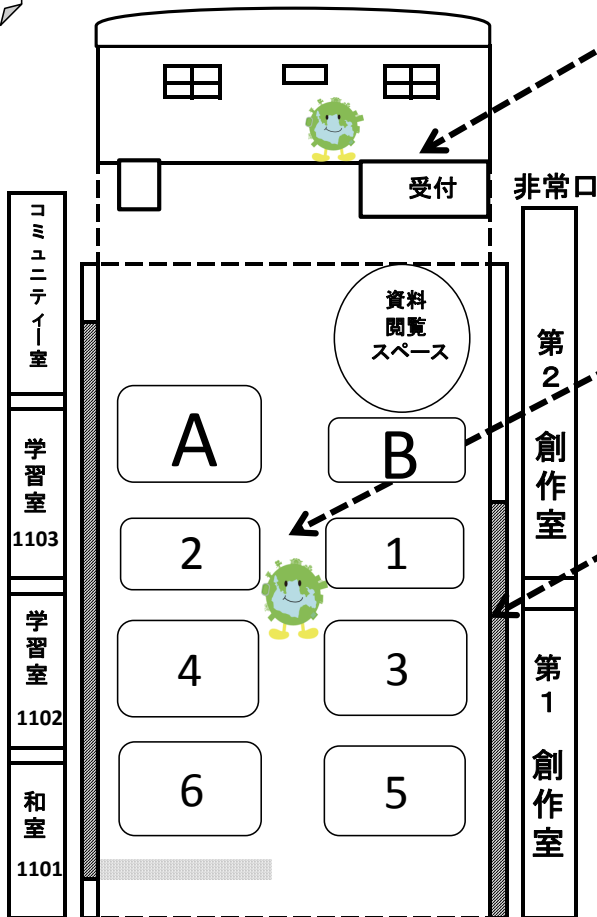 受付
非常口
コミュニティー室
学習室
1103
学習室
1102
和室
1101
資料
閲覧
スペース
A
B
2
1
4
3
6
5
第2 創作室
第1 創作室